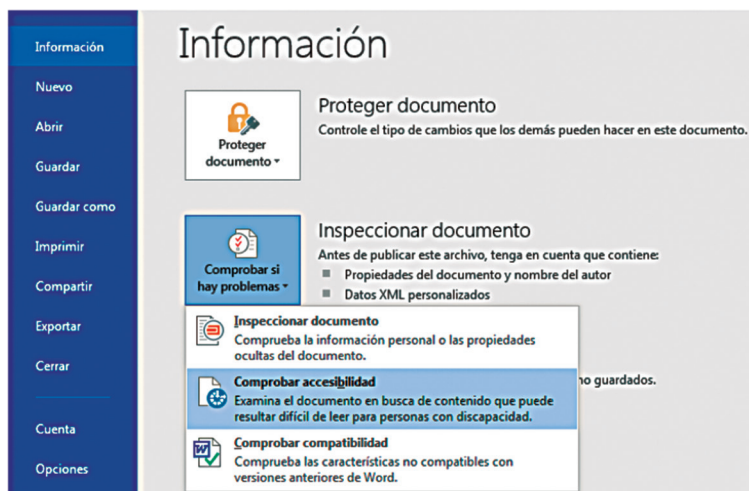 Información
Nuevo
Abrir
Guardar
Guardar como
Imprimir
Compartir
Exportar
Cerrar
Cuenta
Opciones
Información
Proteger
documento
Proteger documento
Controle el tipo de cambios que los demás pueden hacer en este documento.
Comprobar si
hay problemas
Inspeccionar documento
Antes de publicar este archivo, tenga en cuenta que contiene:
Propiedades del documento y nombre del autor
Datos XML personalizados
Inspeccionar documento
Comprueba la información personal o las propiedades
ocultas del documento.
Comprobar accesibilidad
Examina el documento en busca de contenido que puede
resultar difícil de leer para personas con discapacidad.
no guardados.
Comprobar compatibilidad
Comprueba las características no compatibles con
versiones anteriores de Word.